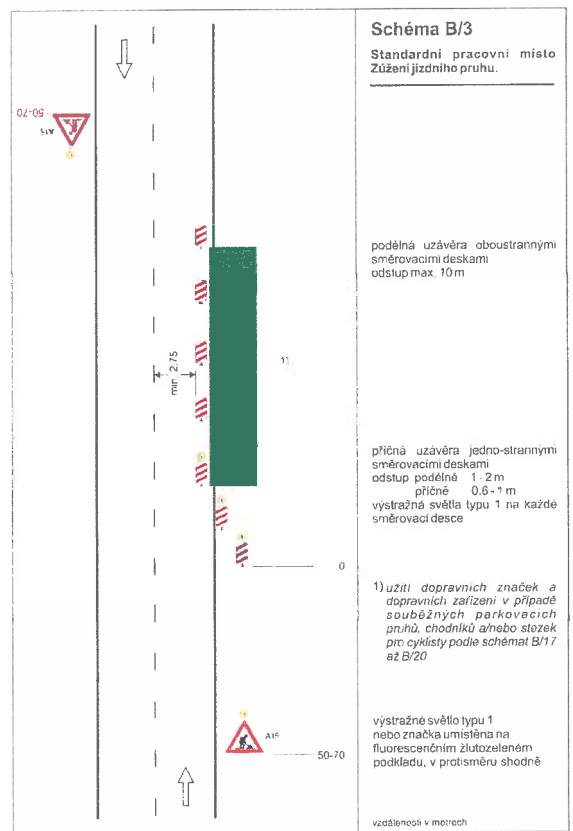 Schéma B/3
Standardní pracovní místo
Zúžení jízdního pruhu.
50-70
A15
podélná uzávěra oboustrannými
směrovacími deskami
odstup max. 10 m
min. 2,75
1)
příčná uzávěra jedno-strannými
směrovacími deskami
odstup podélně 1 - 2 m
příčně 0.6 - 1 m
výstražná světla typu 1 na každé
směrovací desce
0
1) užití dopravních značek a
dopravních zařízení v případě
souběžných parkovacích
pruhů, chodníků a/nebo stezek
pro cyklisty podle schémat B/17
až B/20
A15
50-70
výstražné světlo typu 1
nebo značka umístěna na
fluorescenčním žlutozeleném
podkladu, v protisměru shodně
vzdálenosti v metrech